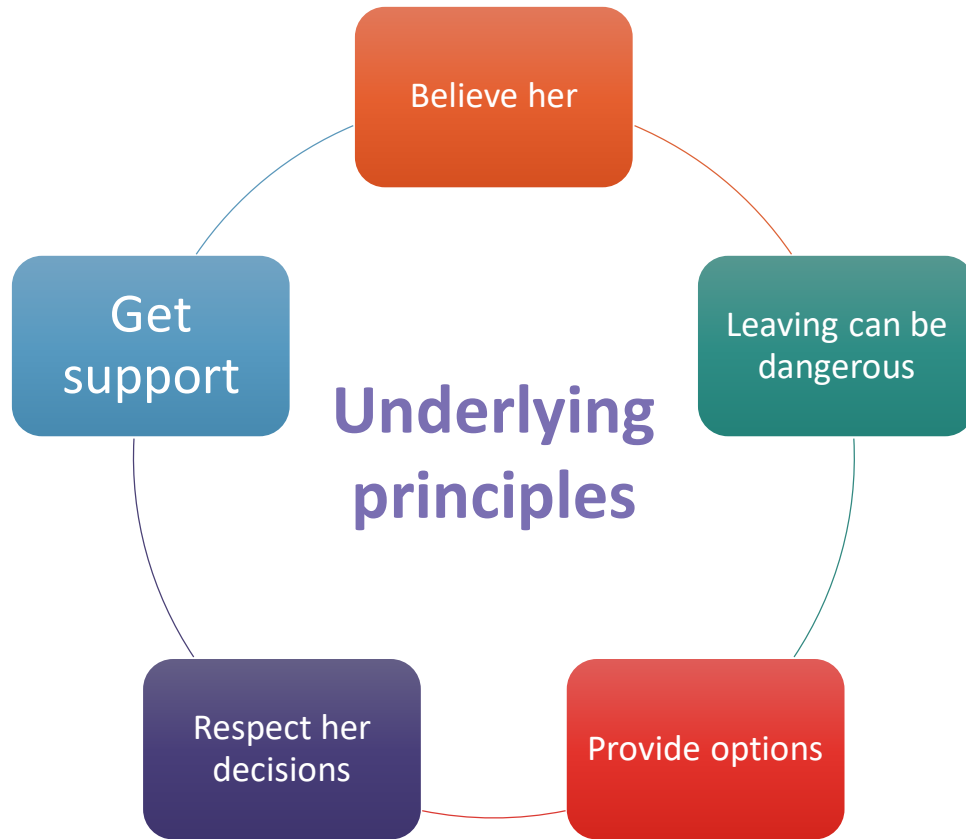 Believe her
Leaving can be
dangerous
Provide options
Respect her
decisions
Get
support
Underlying
principles